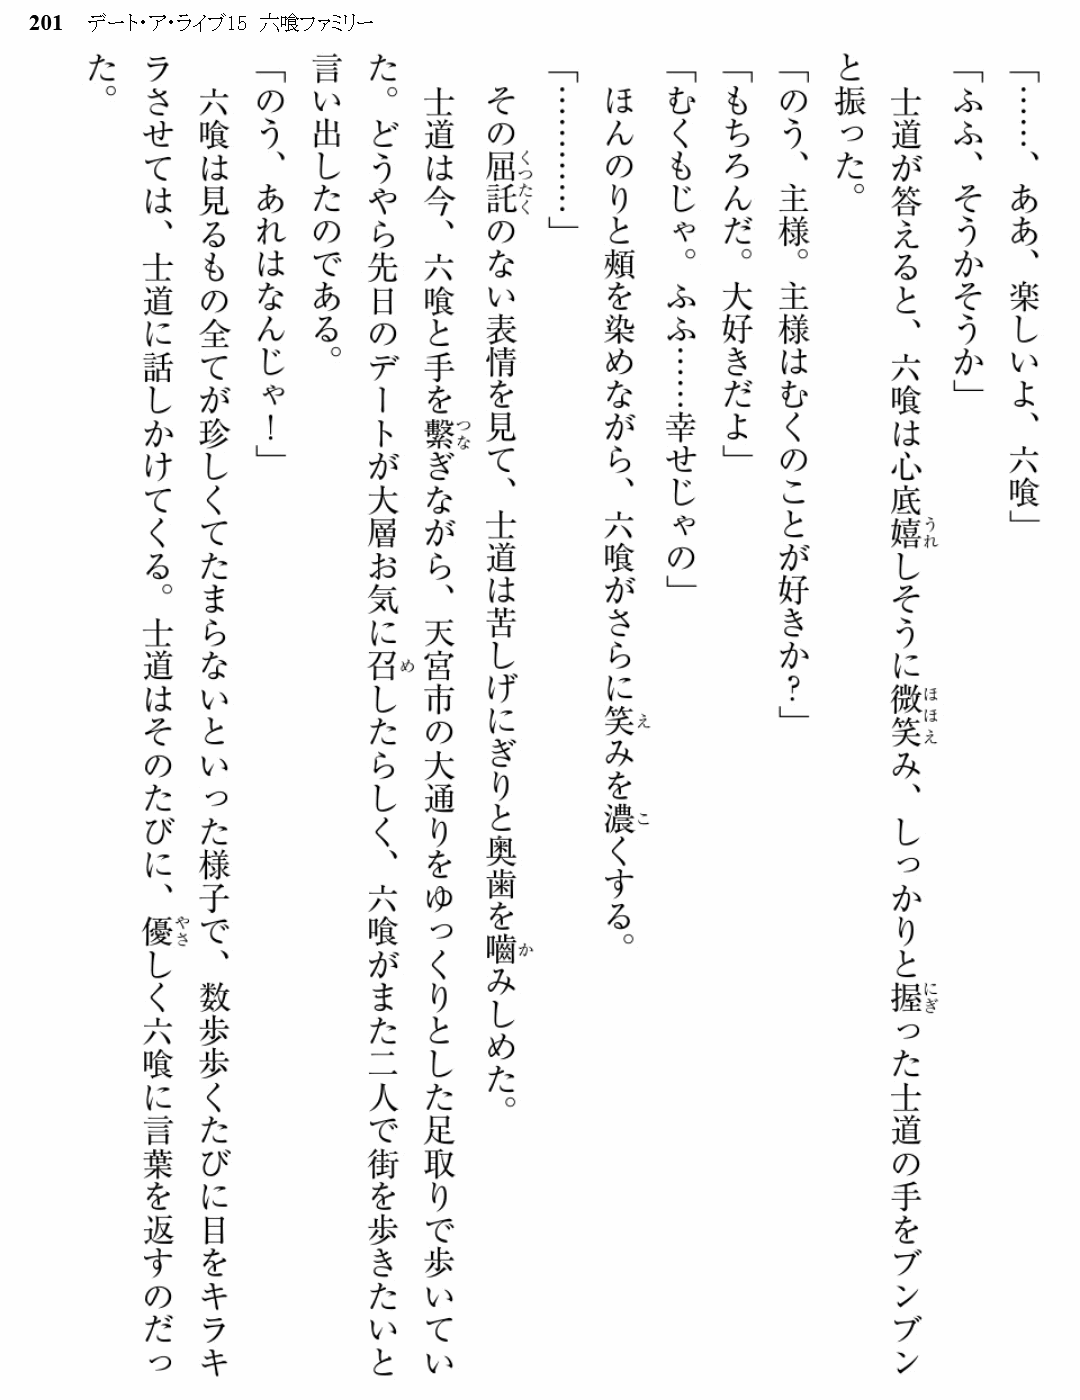 201 デート・ア・ライブ15 六喰ファミリー
「……、ああ、楽しいよ、六喰」
「ふふ、そうかそうか」
　士道が答えると、六喰は心底嬉しそうに微笑み、しっかりと握った士道の手をブンブン
と振った。
「のう、主様。主様はむくのことが好きか？」
「もちろんだ。大好きだよ」
「むくもじゃ。ふふ……幸せじゃの」
　ほんのりと頰を染めながら、六喰がさらに笑みを濃くする。
「…………」
　その屈託のない表情を見て、士道は苦しげにぎりと奥歯を嚙みしめた。
　士道は今、六喰と手を繫ぎながら、天宮市の大通りをゆっくりとした足取りで歩いてい
た。どうやら先日のデートが大層お気に召したらしく、六喰がまた二人で街を歩きたいと
言い出したのである。
「のう、あれはなんじゃ！」
　六喰は見るもの全てが珍しくてたまらないといった様子で、数歩歩くたびに目をキラキ
ラさせては、士道に話しかけてくる。士道はそのたびに、優しく六喰に言葉を返すのだっ
た。